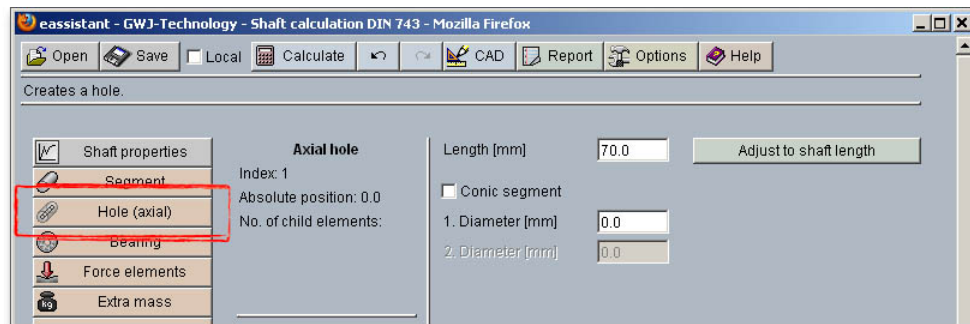 eassistant - GWJ-Technology - Shaft calculation DIN 743 - Mozilla Firefox
Open Save Local Calculate CAD Report Options Help
Creates a hole.
Shaft properties
Segment
Hole (axial)
Bearing
Force elements
kg Extra mass
Axial hole
Index: 1
Absolute position: 0.0
No. of child elements:
Length [mm] 70.0 Adjust to shaft length
Conic segment
1. Diameter [mm] 0.0
2. Diameter [mm] 0.0